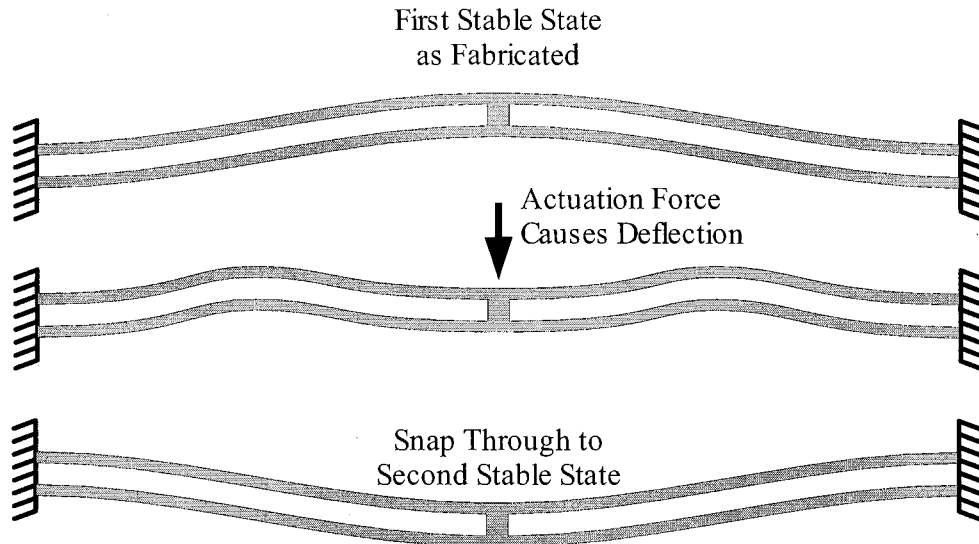 First Stable State
as Fabricated
Actuation Force
Causes Deflection
Snap Through to
Second Stable State